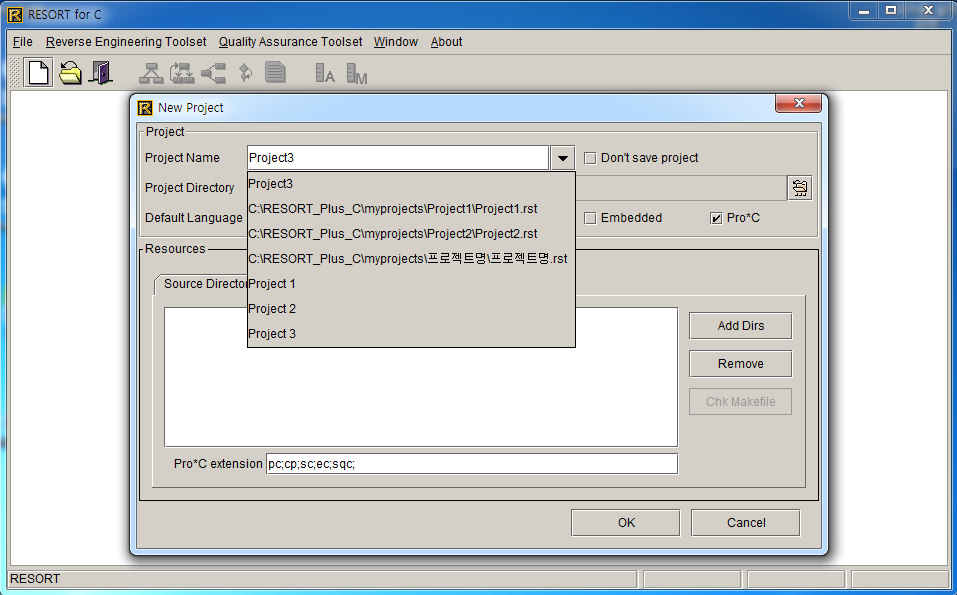 RESORT for C
File Reverse Engineering Toolset Quality Assurance Toolset Window About
A M
New Project
Project
Project Name Project3 Don't save project
Project Directory
Default Language Embedded Pro*C
Project3
C:\RESORT_Plus_C\myprojects\Project1\Project1.rst
C:\RESORT_Plus_C\myprojects\Project2\Project2.rst
C:\RESORT_Plus_C\myprojects\프로젝트명\프로젝트명.rst
Project 1
Project 2
Project 3
Resources
Source Director
Add Dirs
Remove
Chk Makefile
Pro*C extension pc;cp;sc;ec;sqc;
OK Cancel
RESORT